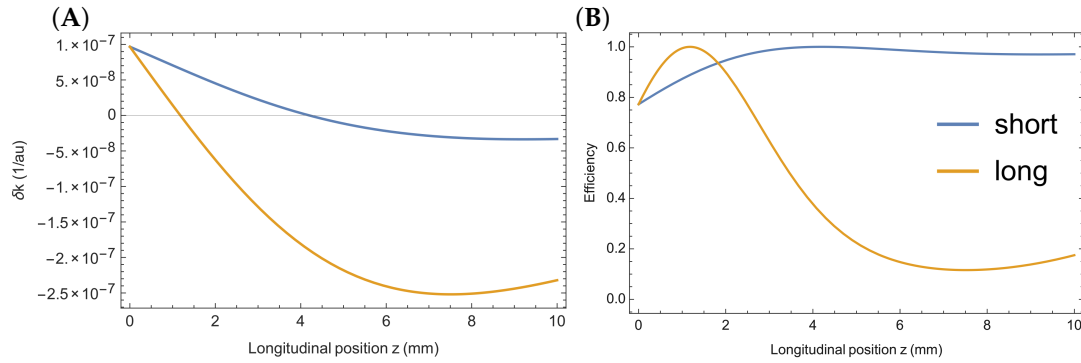 (A)
1.×10⁻⁷
5.×10⁻⁸
0
−5.×10⁻⁸
−1.×10⁻⁷
−1.5×10⁻⁷
−2.×10⁻⁷
−2.5×10⁻⁷
δk (1/au)
0 2 4 6 8 10
Longitudinal position z (mm)
(B)
1.0
0.8
0.6
0.4
0.2
0.0
Efficiency
short
long
0 2 4 6 8 10
Longitudinal position z (mm)